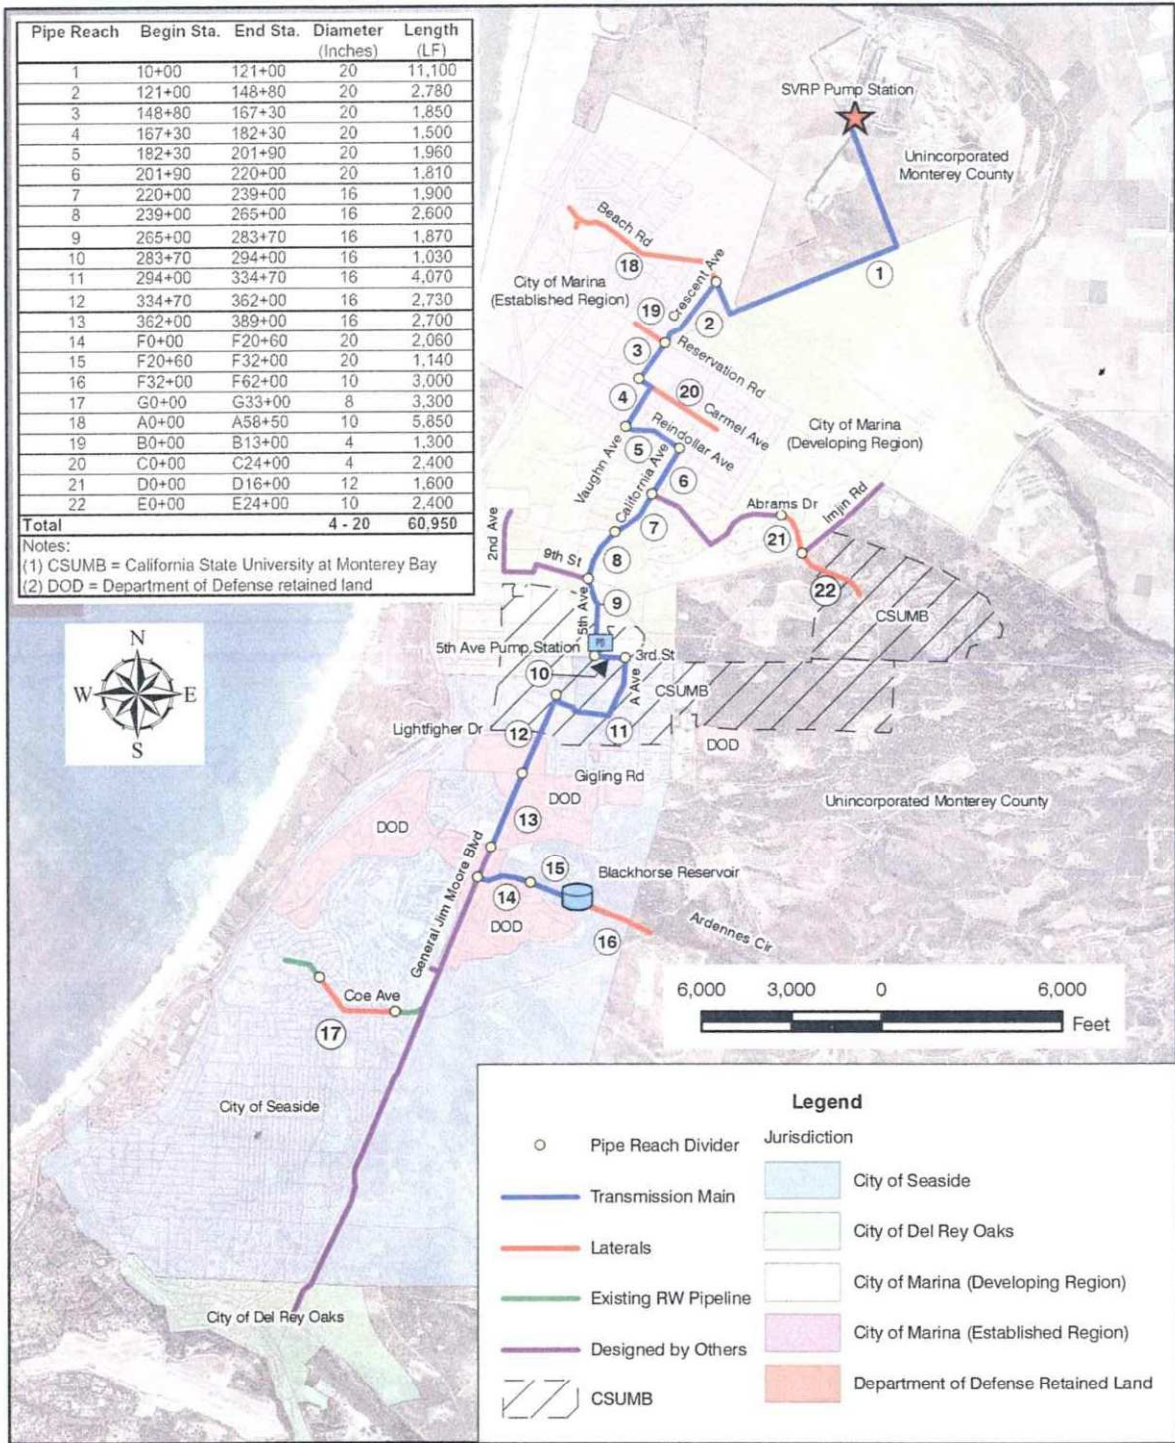 Pipe Reach Begin Sta. End Sta. Diameter Length
(Inches) (LF)
1 10+00 121+00 20 11,100
2 121+00 148+80 20 2,780
3 148+80 167+30 20 1,850
4 167+30 182+30 20 1,500
5 182+30 201+90 20 1,960
6 201+90 220+00 20 1,810
7 220+00 239+00 16 1,900
8 239+00 265+00 16 2,600
9 265+00 283+70 16 1,870
10 283+70 294+00 16 1,030
11 294+00 334+70 16 4,070
12 334+70 362+00 16 2,730
13 362+00 389+00 16 2,700
14 F0+00 F20+60 20 2,060
15 F20+60 F32+00 20 1,140
16 F32+00 F62+00 10 3,000
17 G0+00 G33+00 8 3,300
18 A0+00 A58+50 10 5,850
19 B0+00 B13+00 4 1,300
20 C0+00 C24+00 4 2,400
21 D0+00 D16+00 12 1,600
22 E0+00 E24+00 10 2,400
Total 4 - 20 60,950
Notes:
(1) CSUMB = California State University at Monterey Bay
(2) DOD = Department of Defense retained land
SVRP Pump Station
Unincorporated
Monterey County
Beach Rd
18
1
City of Marina
(Established Region)
Crescent Ave
19
2
3
Reservation Rd
20
4
Carmel Ave
City of Marina
(Developing Region)
Reindollar Ave
5
Vaughn Ave
California Ave
6
Abrams Dr
Imjin Rd
7
21
2nd Ave
9th St
8
22
5th Ave
9
CSUMB
PS
5th Ave Pump Station
3rd St
10
A Ave
CSUMB
Lightfigher Dr
12
11
DOD
Gigling Rd
DOD
Unincorporated Monterey County
DOD
13
General Jim Moore Blvd
15
Blackhorse Reservoir
14
DOD
16
Ardennes Cir
Coe Ave
17
6,000 3,000 0 6,000
Feet
City of Seaside
City of Del Rey Oaks
Legend
Pipe Reach Divider
Transmission Main
Laterals
Existing RW Pipeline
Designed by Others
CSUMB
Jurisdiction
City of Seaside
City of Del Rey Oaks
City of Marina (Developing Region)
City of Marina (Established Region)
Department of Defense Retained Land
N
W E
S